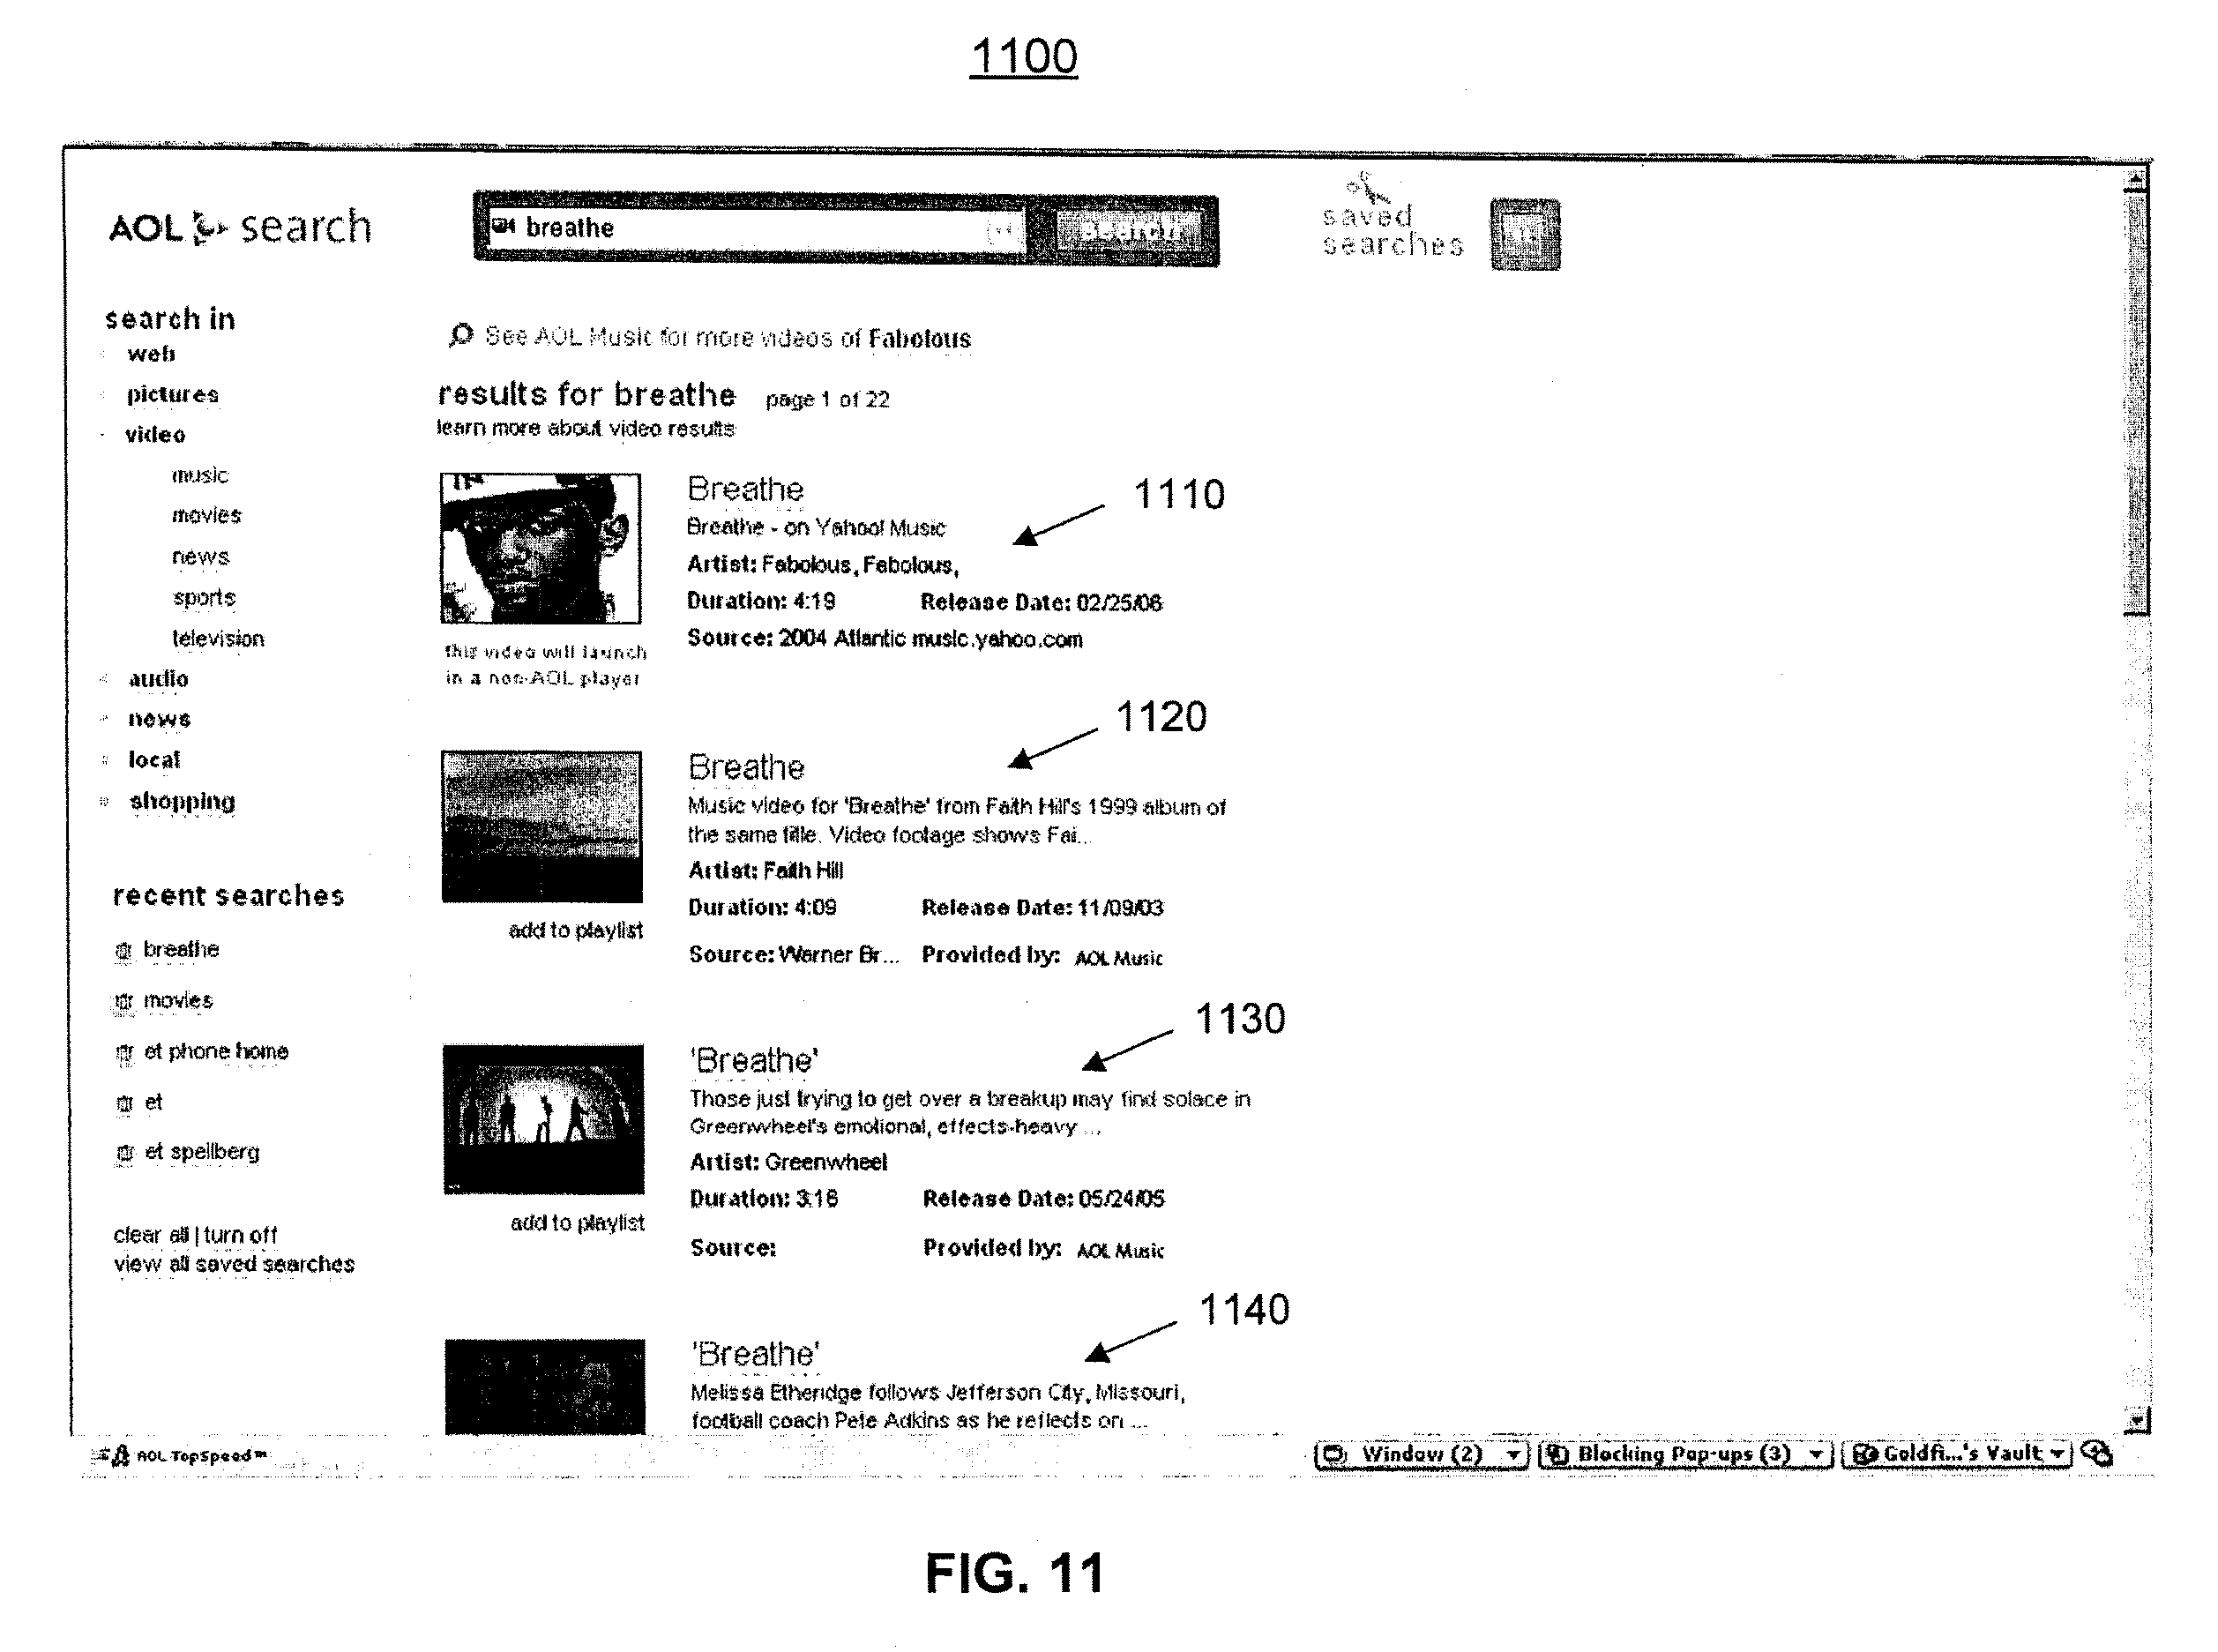 1100
AOL search
breathe
search
saved
searches
search in
web
pictures
video
music
movies
news
sports
television
audio
news
local
shopping
recent searches
breathe
movies
et phone home
et
et speilberg
clear all | turn off
view all saved searches
See AOL Music for more videos of Fabolous
results for breathe page 1 of 22
learn more about video results
this video will launch
in a non-AOL player
Breathe
1110
Breathe - on Yahoo! Music
Artist: Fabolous, Fabolous,
Duration: 4:19 Release Date: 02/25/06
Source: 2004 Atlantic music.yahoo.com
add to playlist
Breathe
1120
Music video for 'Breathe' from Faith Hill's 1999 album of
the same title. Video footage shows Fai...
Artist: Faith Hill
Duration: 4:09 Release Date: 11/09/03
Source: Warner Br... Provided by: AOL Music
add to playlist
'Breathe'
1130
Those just trying to get over a breakup may find solace in
Greenwheel's emotional, effects-heavy ...
Artist: Greenwheel
Duration: 3:16 Release Date: 05/24/05
Source: Provided by: AOL Music
'Breathe'
1140
Melissa Etheridge follows Jefferson City, Missouri,
football coach Pete Adkins as he reflects on ...
AOL TopSpeed™ Window (2) Blocking Pop-ups (3) Goldfi...'s Vault
FIG. 11